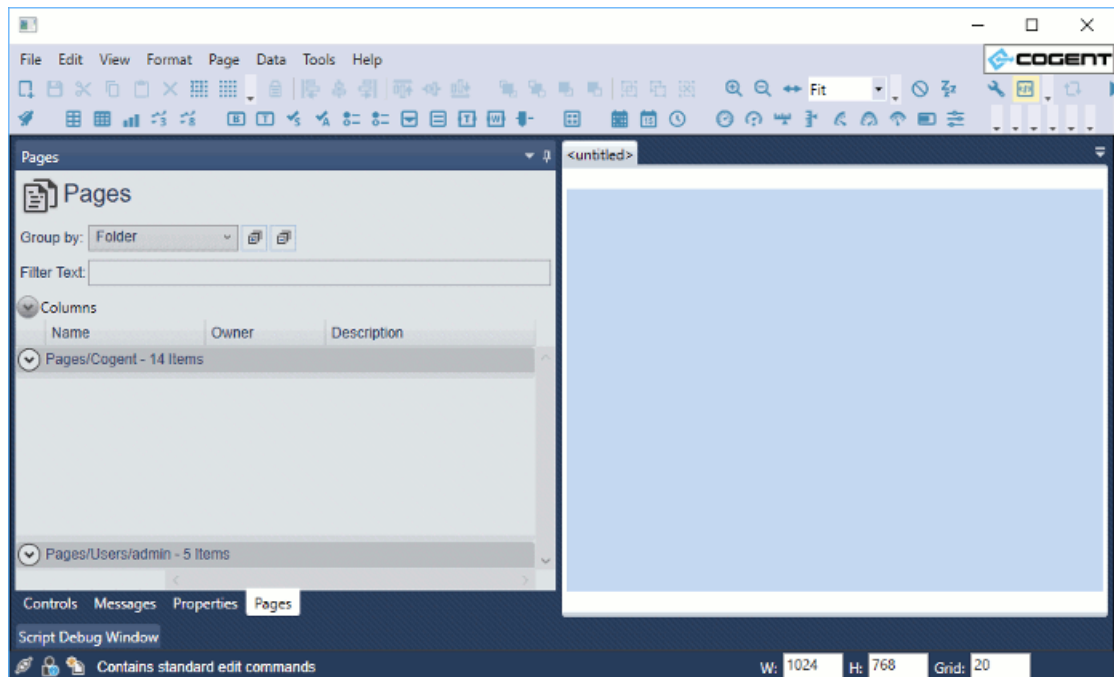 File Edit View Format Page Data Tools Help
COGENT
Fit
Pages
<untitled>
Pages
Group by: Folder
Filter Text:
Columns
Name Owner Description
Pages/Cogent - 14 Items
Pages/Users/admin - 5 Items
Controls Messages Properties Pages
Script Debug Window
Contains standard edit commands
W: 1024 H: 768 Grid: 20